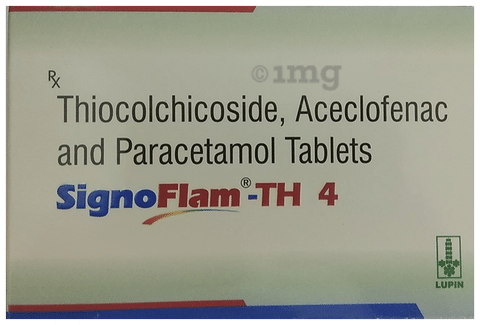 ©1mg
Rx
Thiocolchicoside, Aceclofenac
and Paracetamol Tablets
SignoFlam®-TH 4
LUPIN